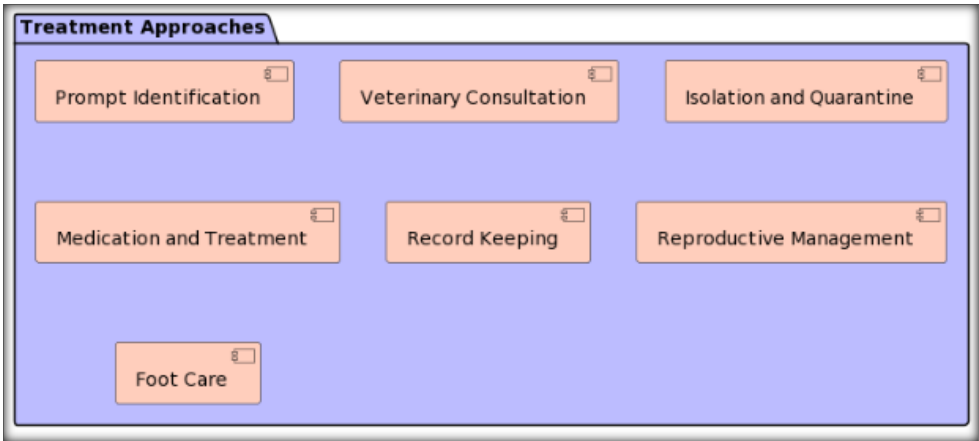 Treatment Approaches
Prompt Identification
Veterinary Consultation
Isolation and Quarantine
Medication and Treatment
Record Keeping
Reproductive Management
Foot Care